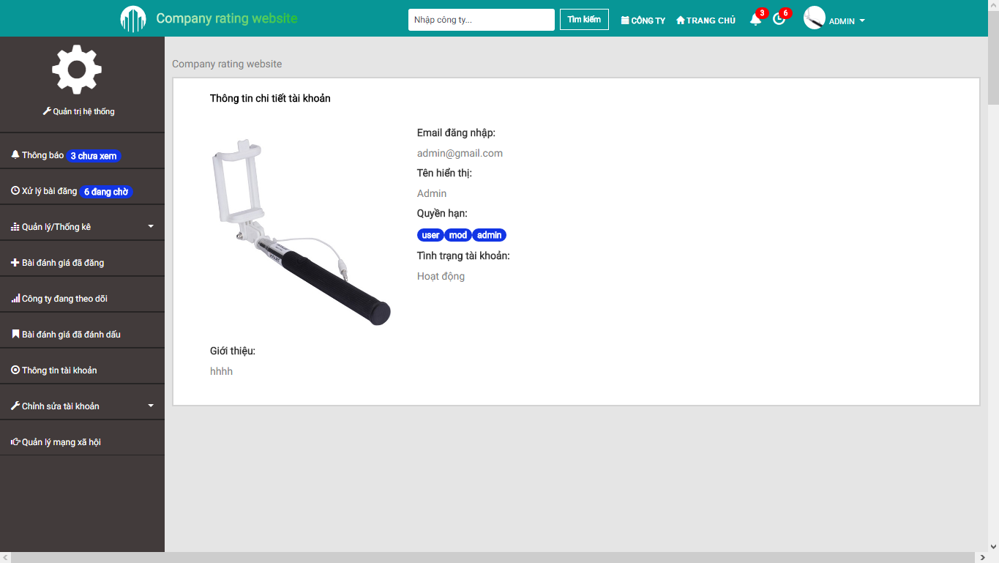 Company rating website
Nhập công ty...
Tìm kiếm
CÔNG TY
TRANG CHỦ
3
6
ADMIN
Quản trị hệ thống
Thông báo 3 chưa xem
Xử lý bài đăng 6 đang chờ
Quản lý/Thống kê
Bài đánh giá đã đăng
Công ty đang theo dõi
Bài đánh giá đã đánh dấu
Thông tin tài khoản
Chỉnh sửa tài khoản
Quản lý mạng xã hội
Company rating website
Thông tin chi tiết tài khoản
Email đăng nhập:
admin@gmail.com
Tên hiển thị:
Admin
Quyền hạn:
user mod admin
Tình trạng tài khoản:
Hoạt động
Giới thiệu:
hhhh